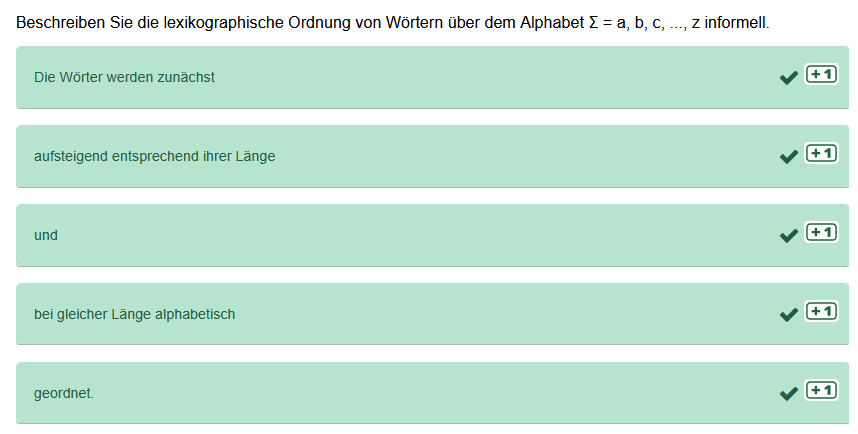 Beschreiben Sie die lexikographische Ordnung von Wörtern über dem Alphabet Σ = a, b, c, ..., z informell.
Die Wörter werden zunächst +1
aufsteigend entsprechend ihrer Länge +1
und +1
bei gleicher Länge alphabetisch +1
geordnet. +1